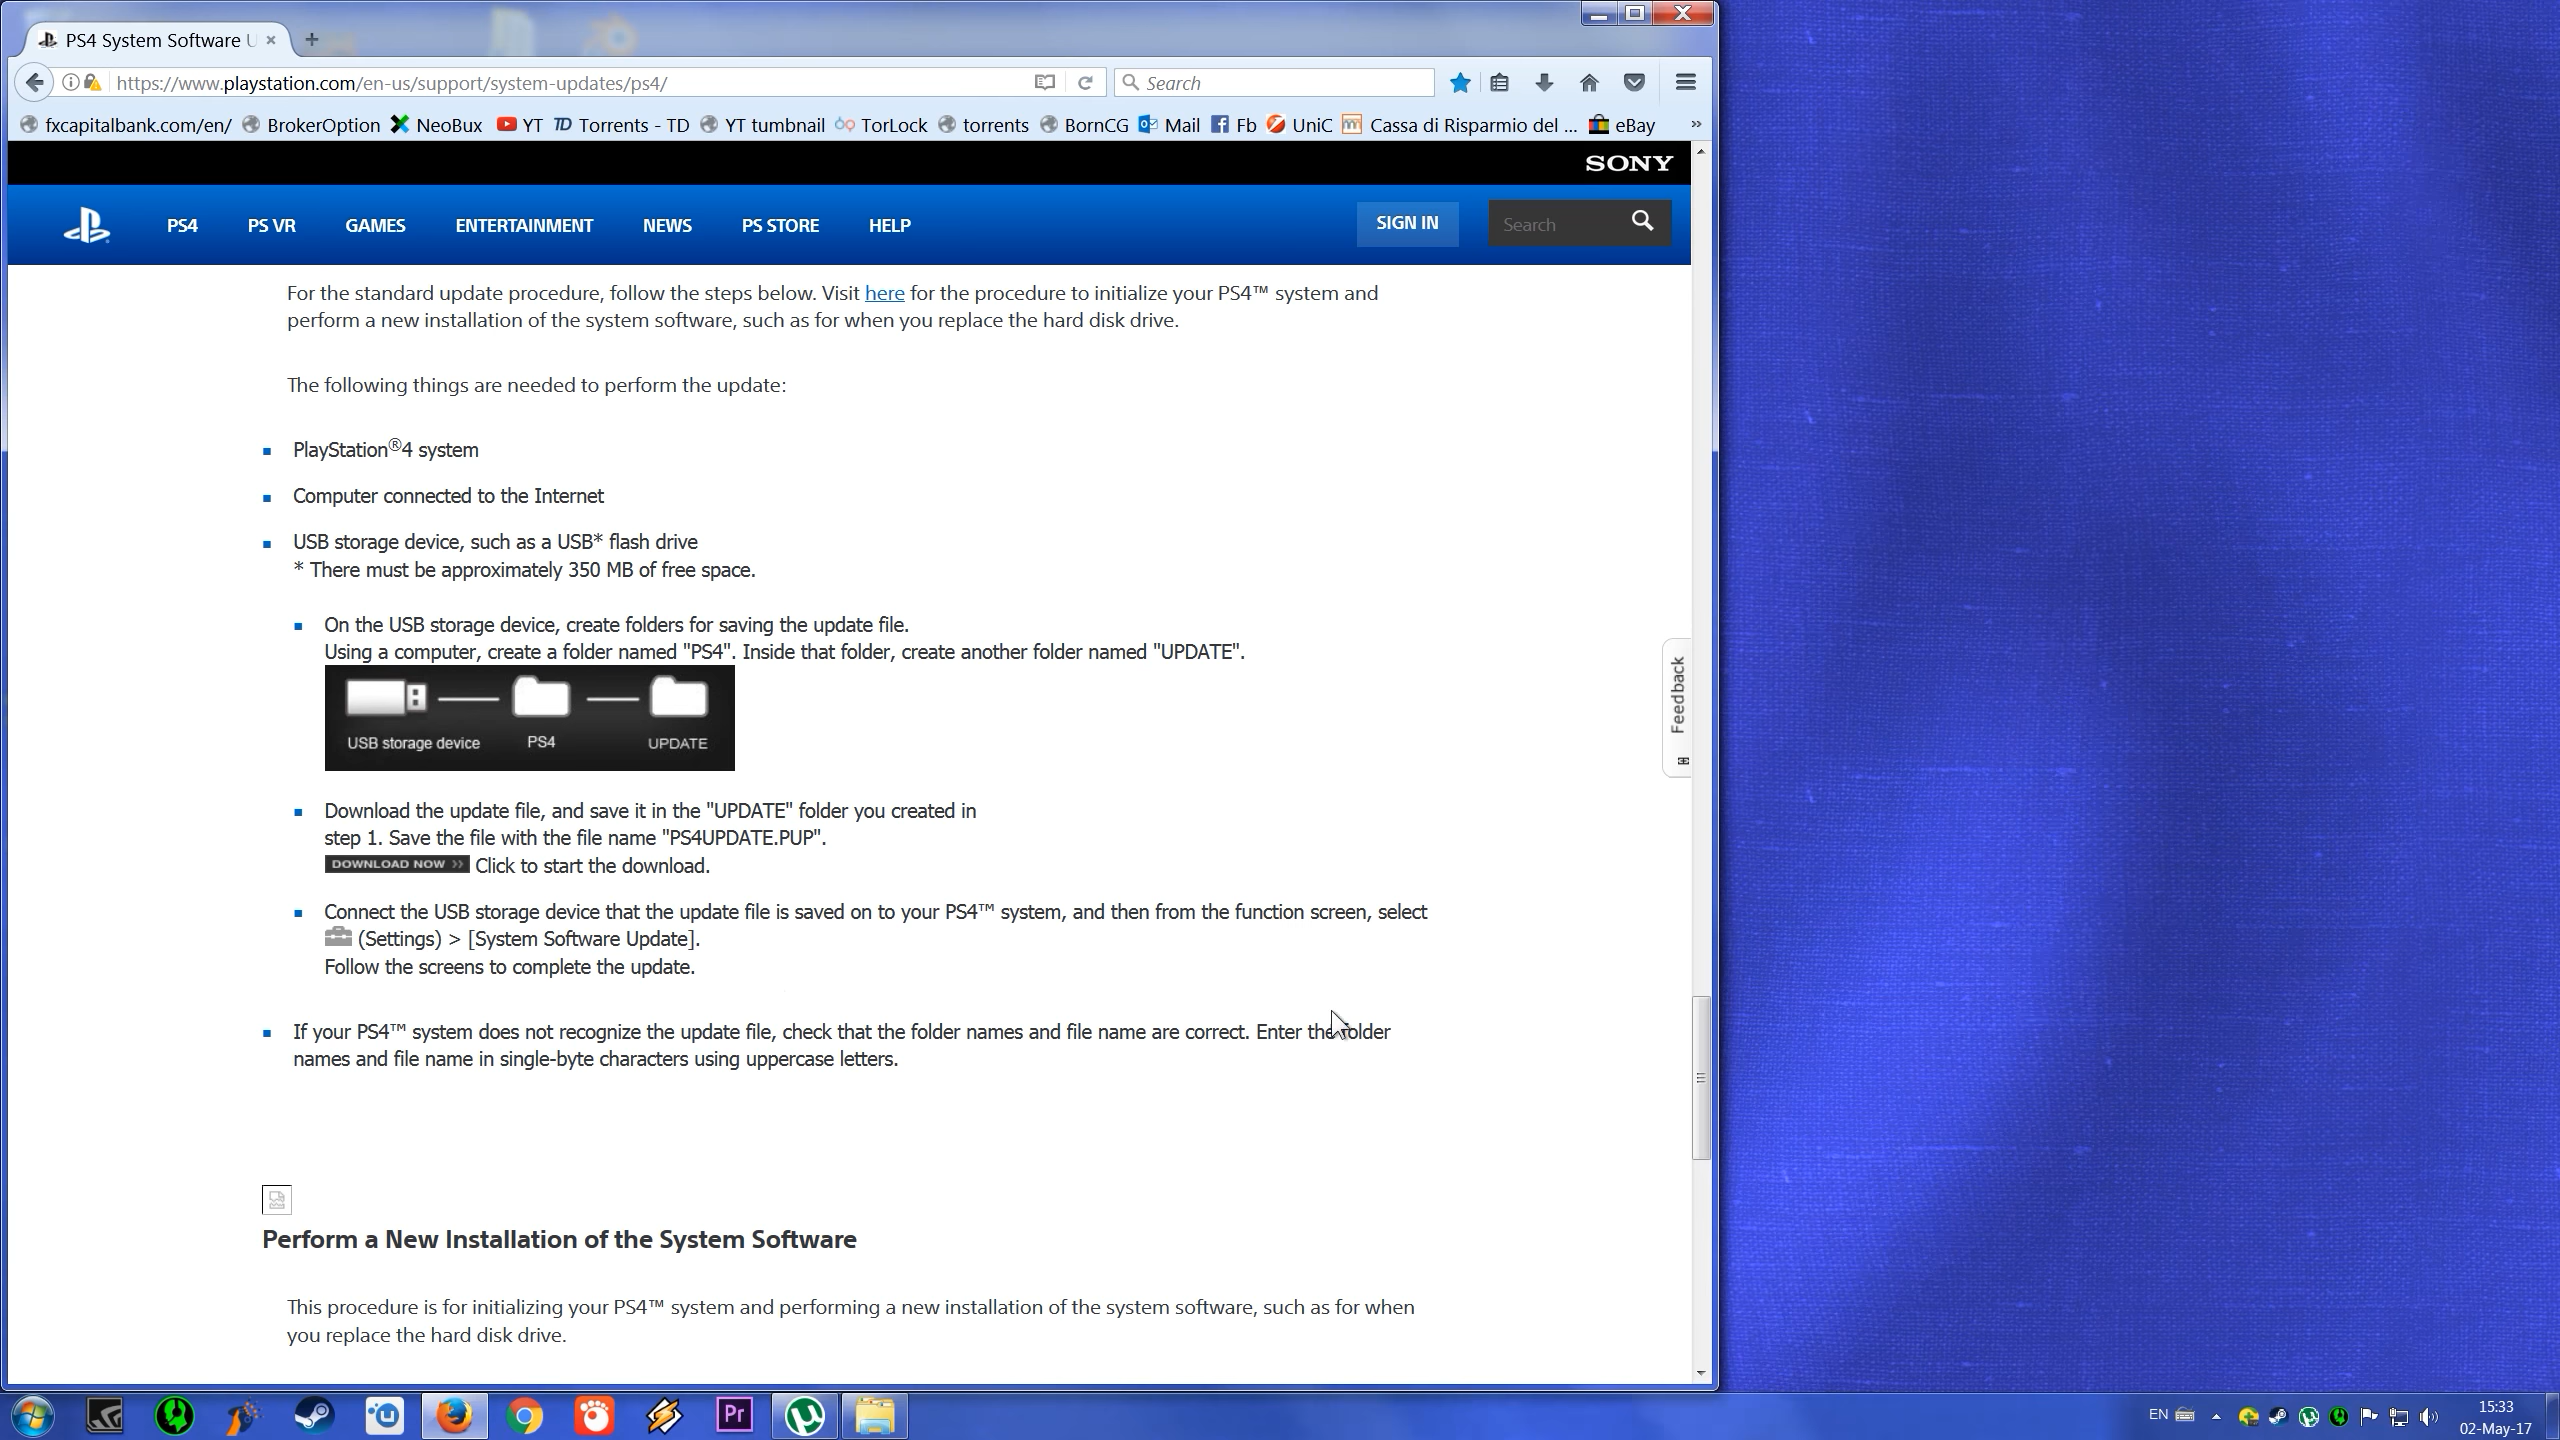 PS4 System Software U
https://www.playstation.com/en-us/support/system-updates/ps4/
Search
fxcapitalbank.com/en/ BrokerOption NeoBux YT Torrents - TD YT tumbnail TorLock torrents BornCG Mail Fb UniC Cassa di Risparmio del ... eBay »
SONY
PS4 PS VR GAMES ENTERTAINMENT NEWS PS STORE HELP SIGN IN Search
For the standard update procedure, follow the steps below. Visit here for the procedure to initialize your PS4™ system and
perform a new installation of the system software, such as for when you replace the hard disk drive.
The following things are needed to perform the update:
PlayStation®4 system
Computer connected to the Internet
USB storage device, such as a USB* flash drive
* There must be approximately 350 MB of free space.
On the USB storage device, create folders for saving the update file.
Using a computer, create a folder named "PS4". Inside that folder, create another folder named "UPDATE".
USB storage device PS4 UPDATE
Feedback
Download the update file, and save it in the "UPDATE" folder you created in
step 1. Save the file with the file name "PS4UPDATE.PUP".
DOWNLOAD NOW >> Click to start the download.
Connect the USB storage device that the update file is saved on to your PS4™ system, and then from the function screen, select
(Settings) > [System Software Update].
Follow the screens to complete the update.
If your PS4™ system does not recognize the update file, check that the folder names and file name are correct. Enter the folder
names and file name in single-byte characters using uppercase letters.
Perform a New Installation of the System Software
This procedure is for initializing your PS4™ system and performing a new installation of the system software, such as for when
you replace the hard disk drive.
Pr
EN
15:33
02-May-17